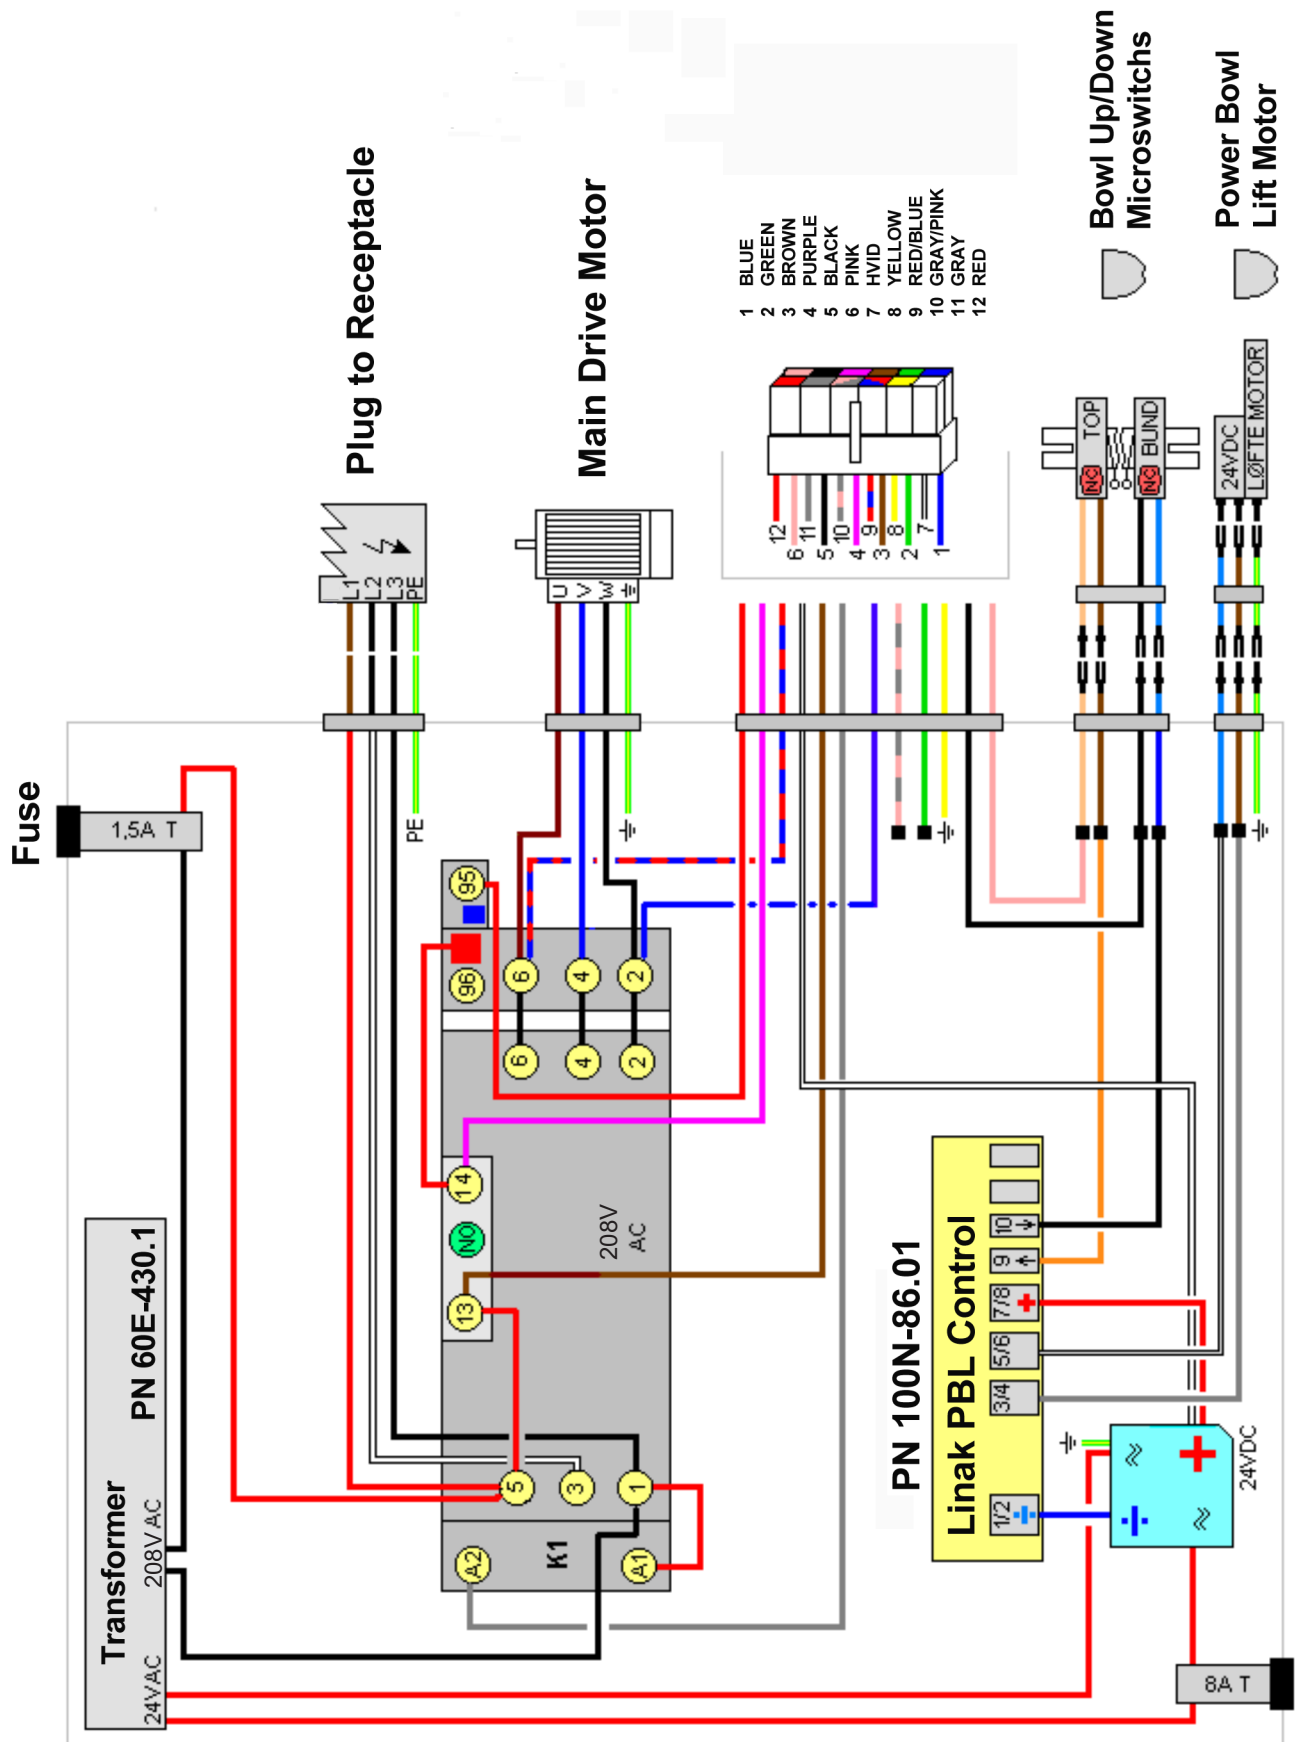 Fuse
1,5A T
Plug to Receptacle
L1
L2
L3
PE
PE
Main Drive Motor
U
V
W
1 BLUE
2 GREEN
3 BROWN
4 PURPLE
5 BLACK
6 PINK
7 HVID
8 YELLOW
9 RED/BLUE
10 GRAY/PINK
11 GRAY
12 RED
12
6
11
5
10
4
9
3
8
2
7
1
Bowl Up/Down
Microswitchs
NC TOP
NC BUND
Power Bowl
Lift Motor
24VDC
LØFTE MOTOR
Transformer PN 60E-430.1
24VAC 208V AC
96 95
6 6
4 4
2 2
13 NO 14
208V
AC
5
3
1
A2
K1
A1
PN 100N-86.01
Linak PBL Control
1/2 3/4 5/6 7/8 9 10
24VDC
8A T